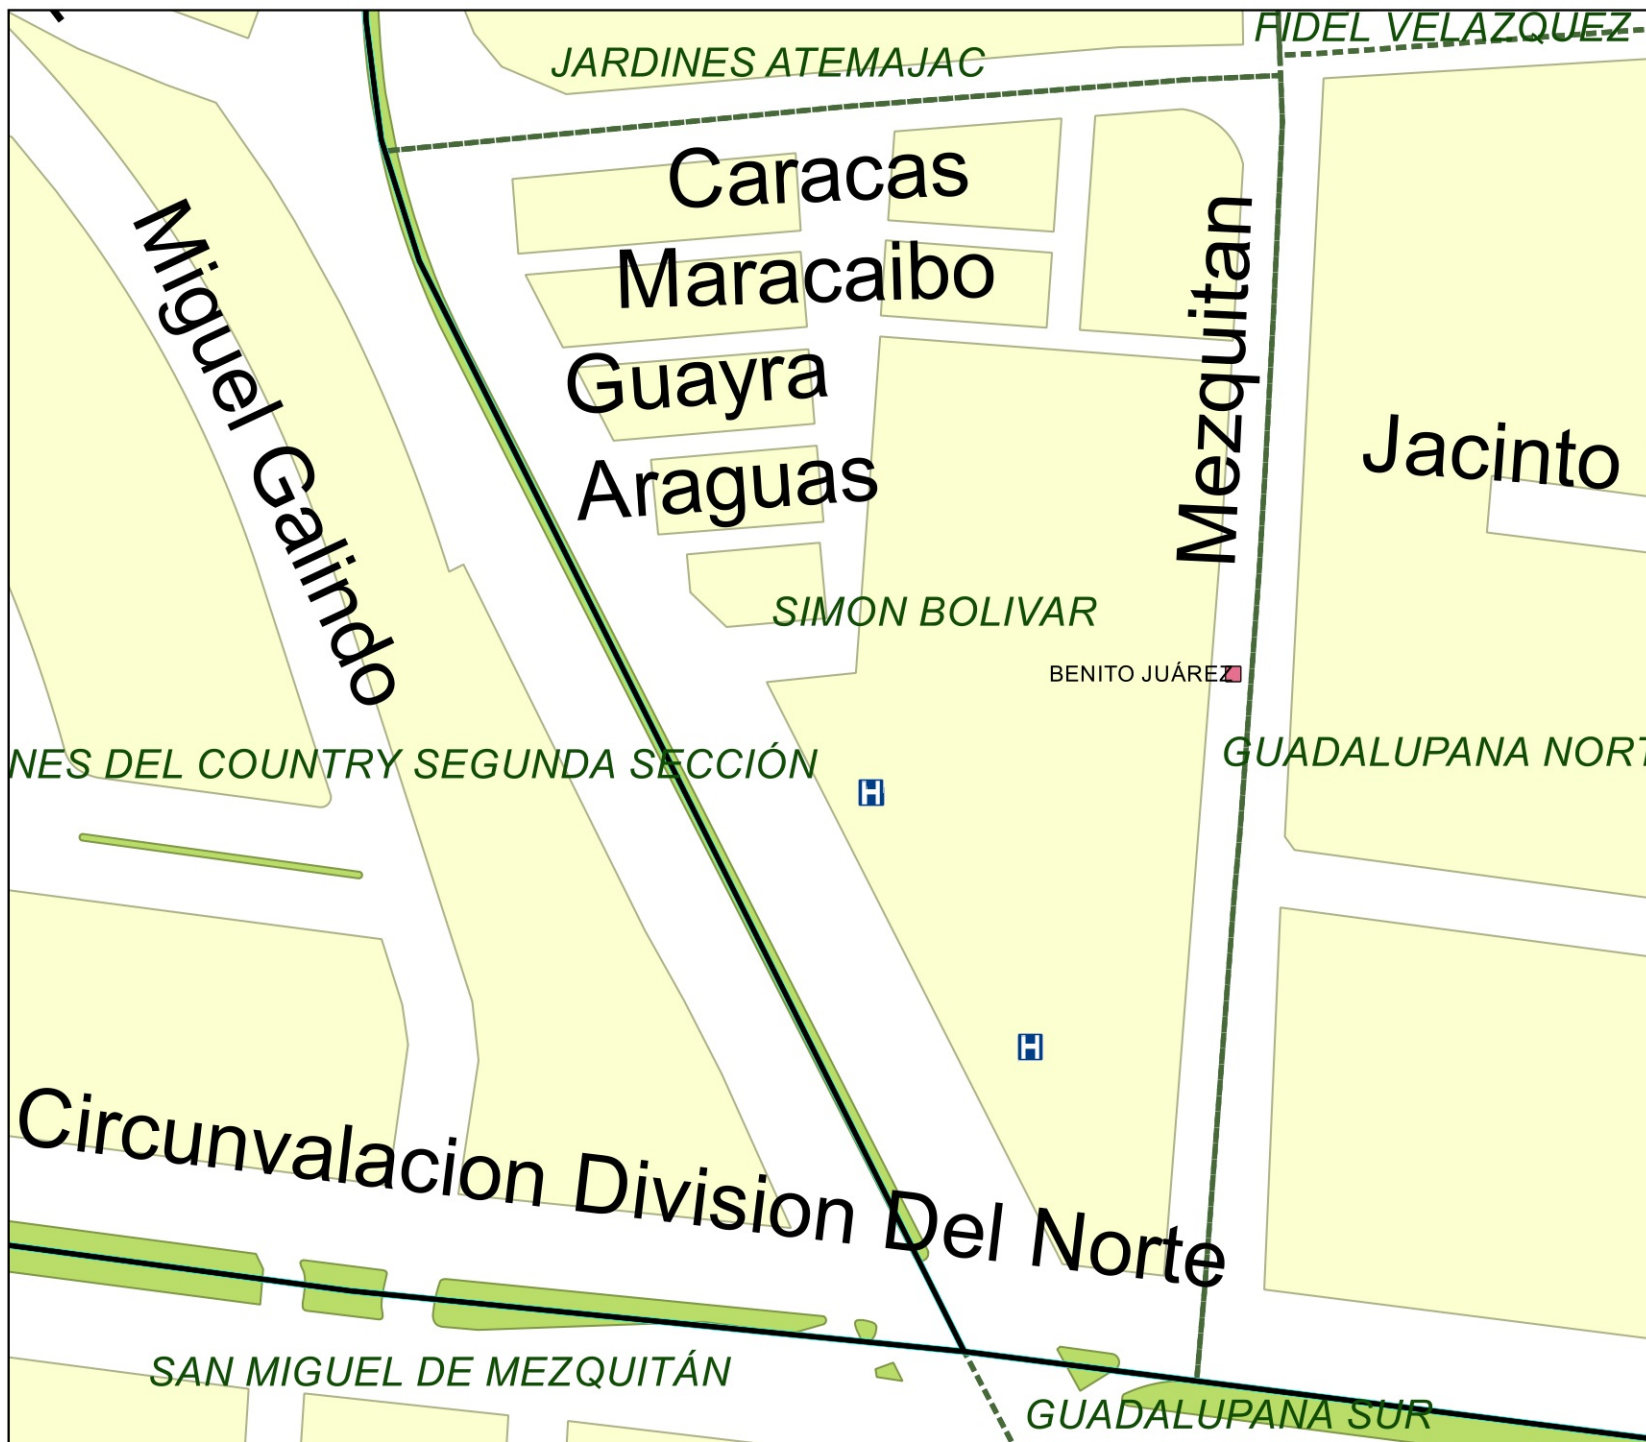 FIDEL VELAZQUEZ
JARDINES ATEMAJAC
Caracas
Maracaibo
Miguel Galindo
Mezquitan
Guayra
Jacinto
Araguas
SIMON BOLIVAR
BENITO JUÁREZ
NES DEL COUNTRY SEGUNDA SECCIÓN
GUADALUPANA NORT
H
H
Circunvalacion Division Del Norte
SAN MIGUEL DE MEZQUITÁN
GUADALUPANA SUR